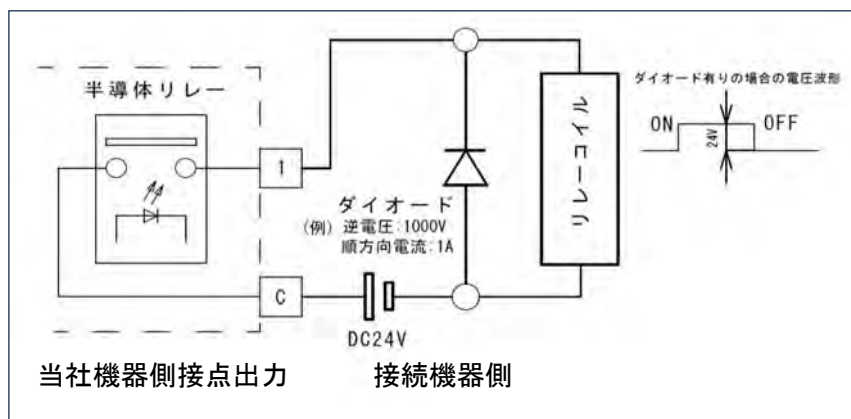 半導体リレー
1
C
ダイオード
(例) 逆電圧:1000V
順方向電流:1A
DC24V
リレーコイル
ダイオード有りの場合の電圧波形
ON
24V
OFF
当社機器側接点出力
接続機器側